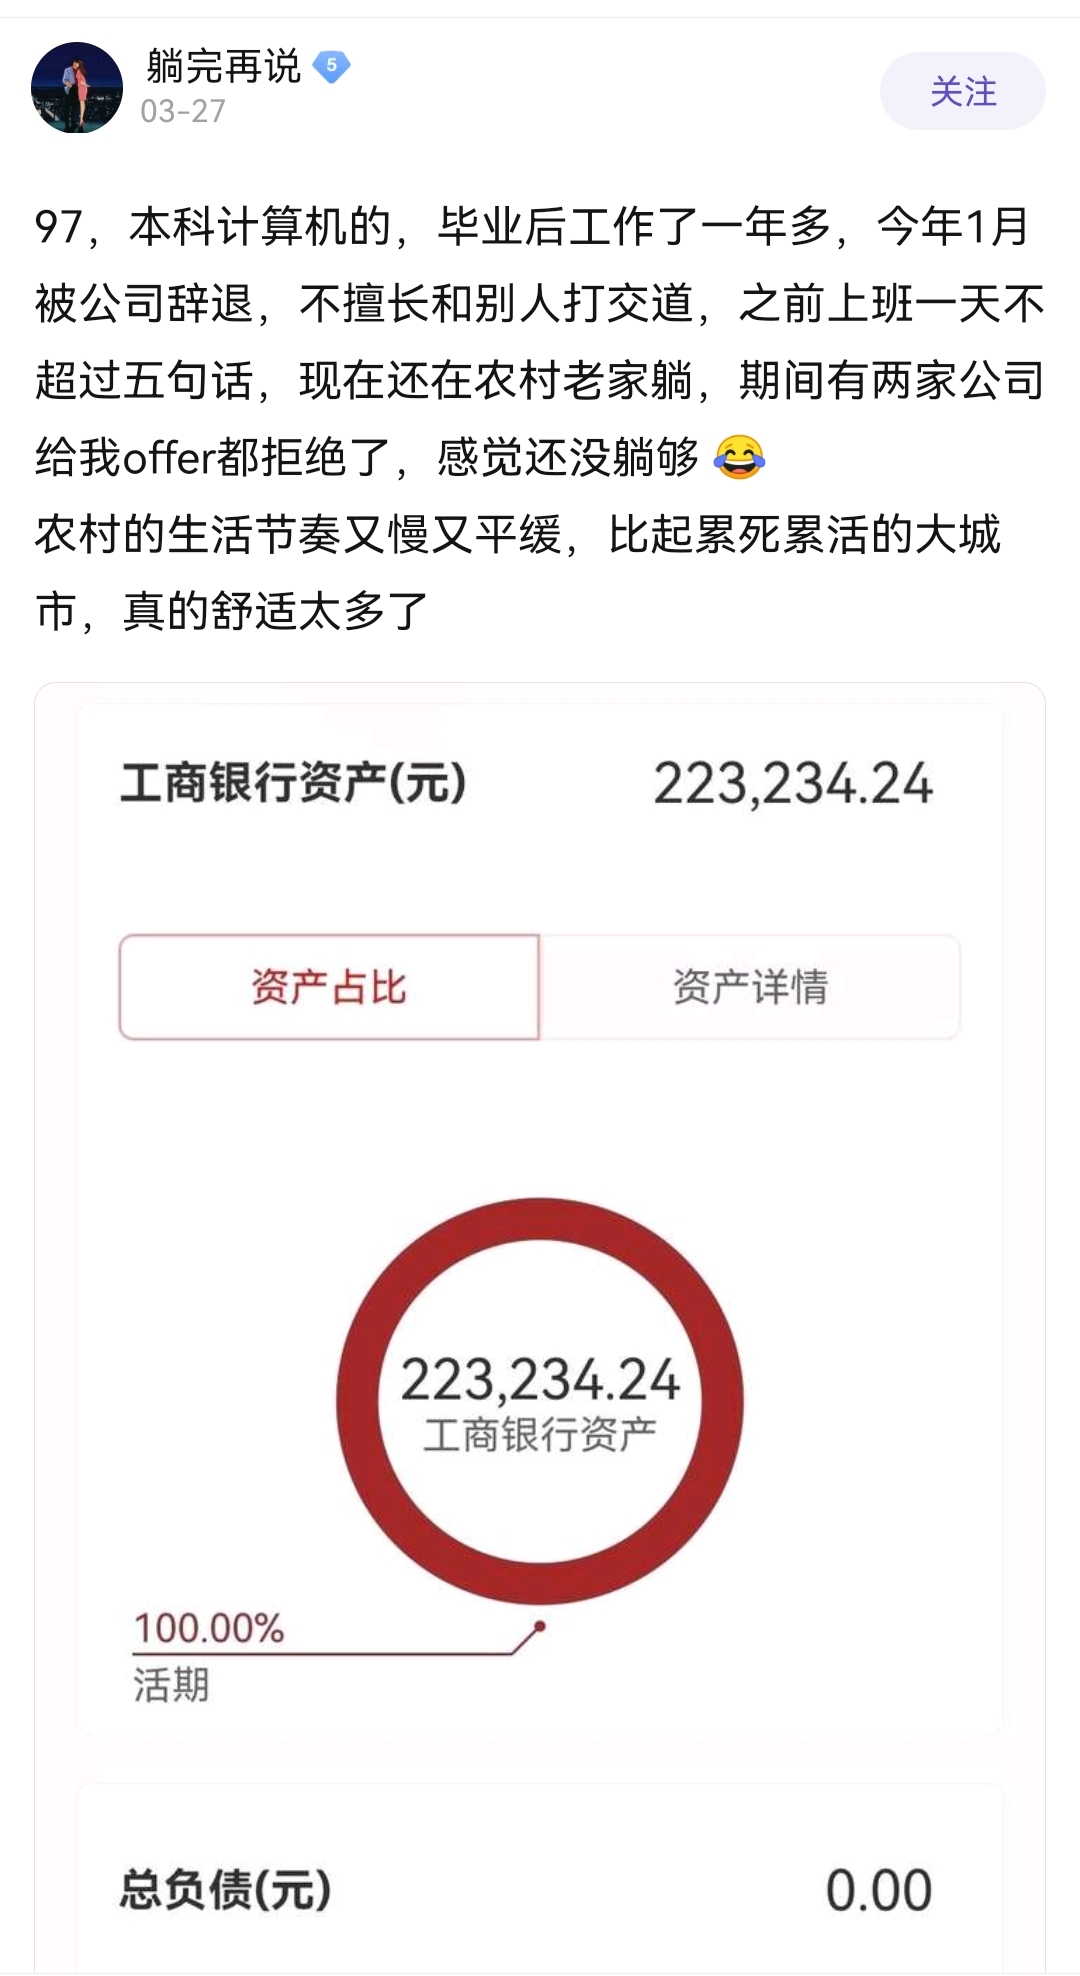 躺完再说 5
03-27
关注
97，本科计算机的，毕业后工作了一年多，今年1月
被公司辞退，不擅长和别人打交道，之前上班一天不
超过五句话，现在还在农村老家躺，期间有两家公司
给我offer都拒绝了，感觉还没躺够😂
农村的生活节奏又慢又平缓，比起累死累活的大城
市，真的舒适太多了
工商银行资产(元) 223,234.24
资产占比 资产详情
223,234.24
工商银行资产
100.00%
活期
总负债(元) 0.00